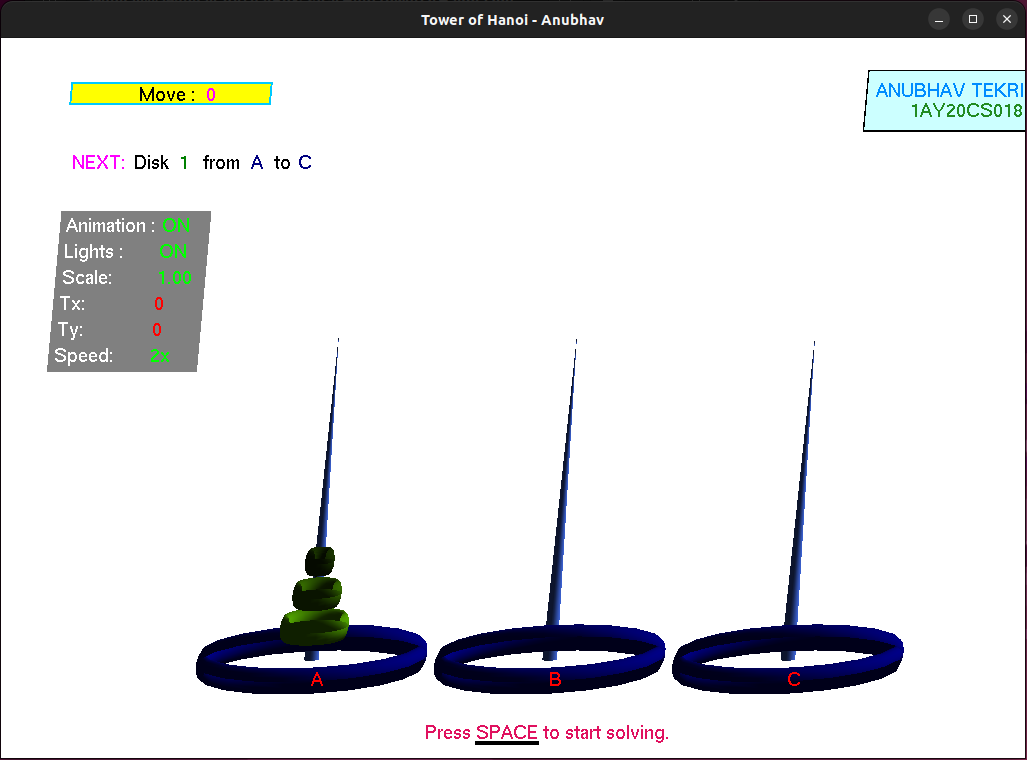 Tower of Hanoi - Anubhav
Move : 0
ANUBHAV TEKRI
1AY20CS018
NEXT: Disk 1 from A to C
Animation : ON
Lights : ON
Scale: 1.00
Tx: 0
Ty: 0
Speed: 2x
A B C
Press SPACE to start solving.